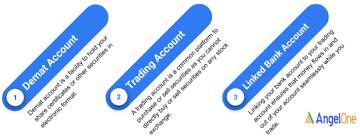 1
Demat Account
Demat account is a facility to hold your
share certificates or other securities in
electronic format.
2
Trading Account
A trading account is a common platform to
purchase or sell securities as you cannot
directly buy or sell securities on any stock
exchange.
3
Linked Bank Account
Linking your bank account to your trading
account ensures that money flows in and
out of your account seamlessly while you
trade.
AngelOne